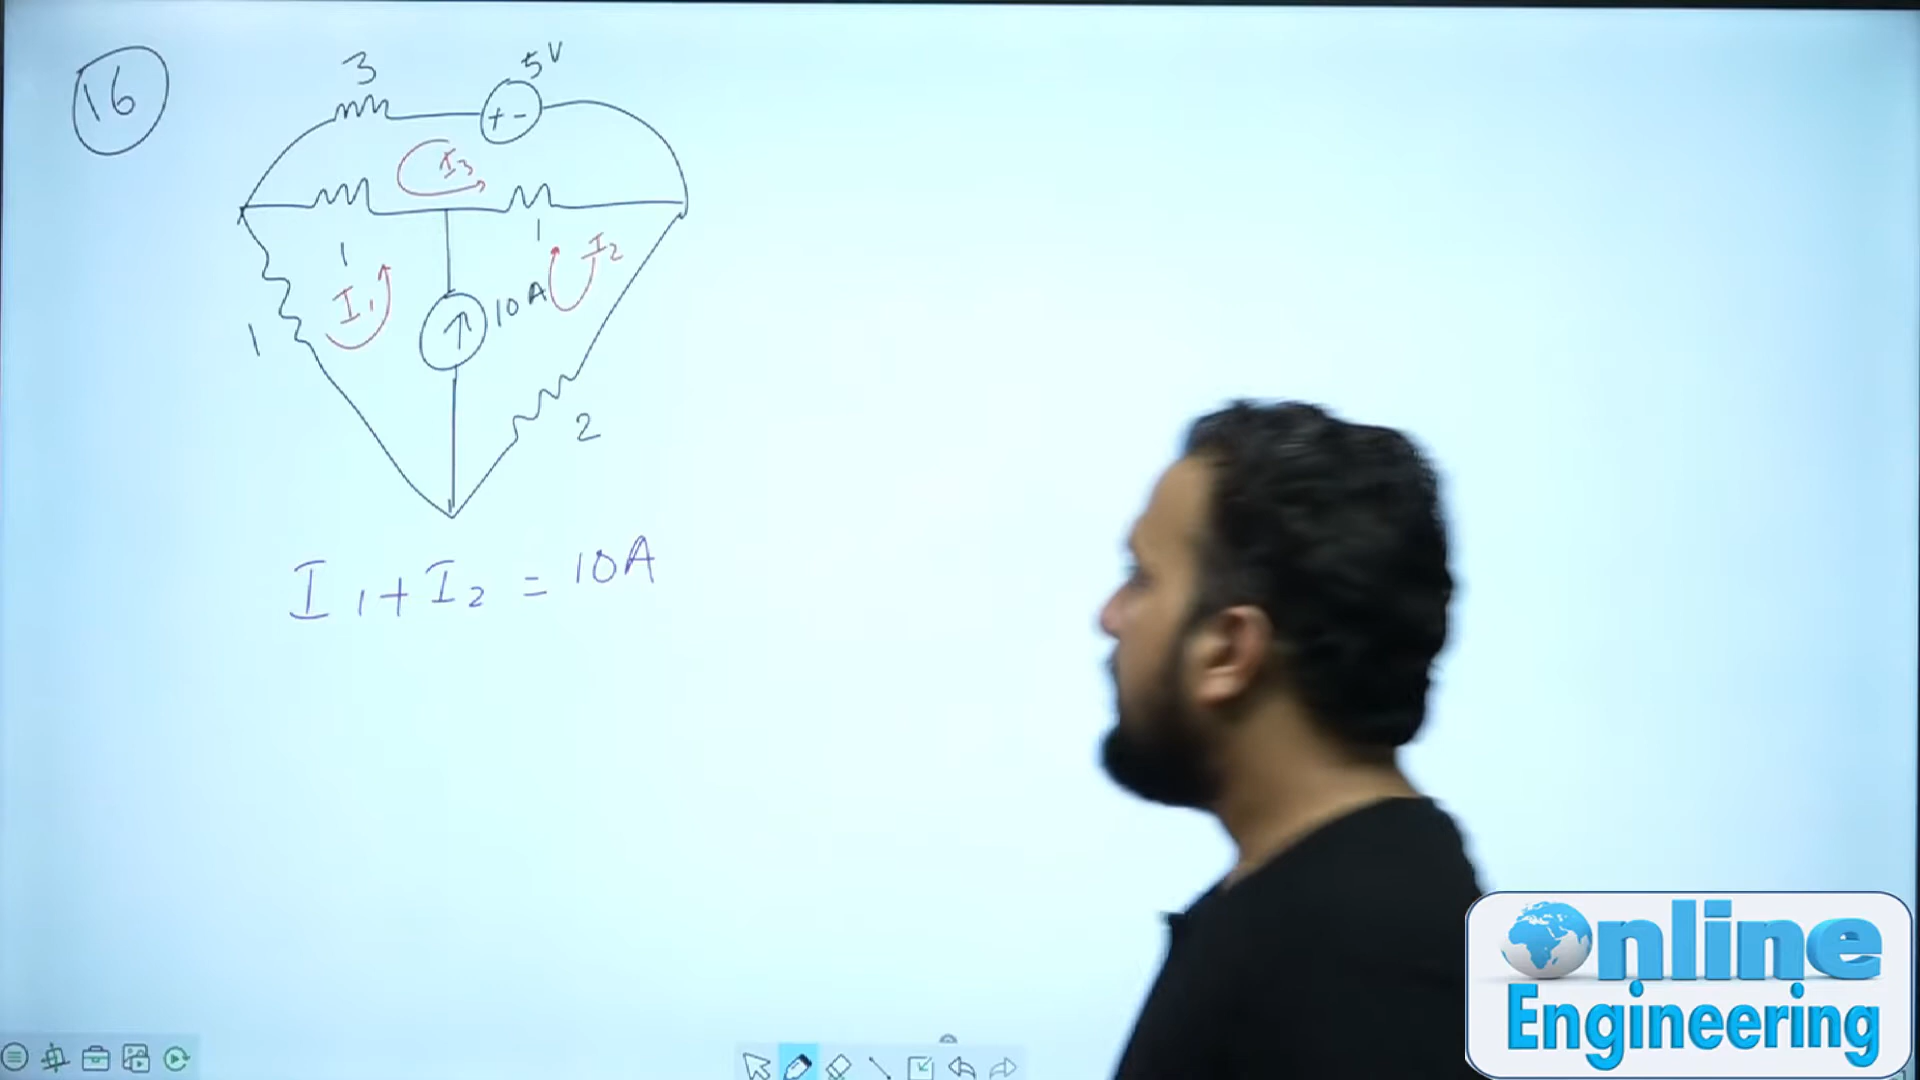 16
3
5V
+ -
I3
1
1
I1
10A
I2
1
2
I1 + I2 = 10A
Online
Engineering